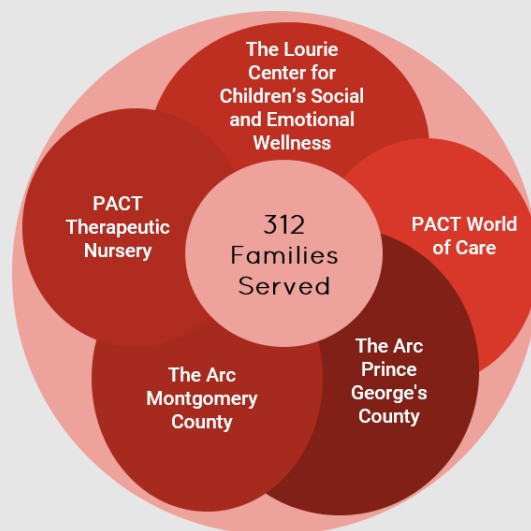 The Lourie
Center for
Children’s Social
and Emotional
Wellness
PACT
Therapeutic
Nursery
312
Families
Served
PACT World
of Care
The Arc
Montgomery
County
The Arc
Prince
George's
County